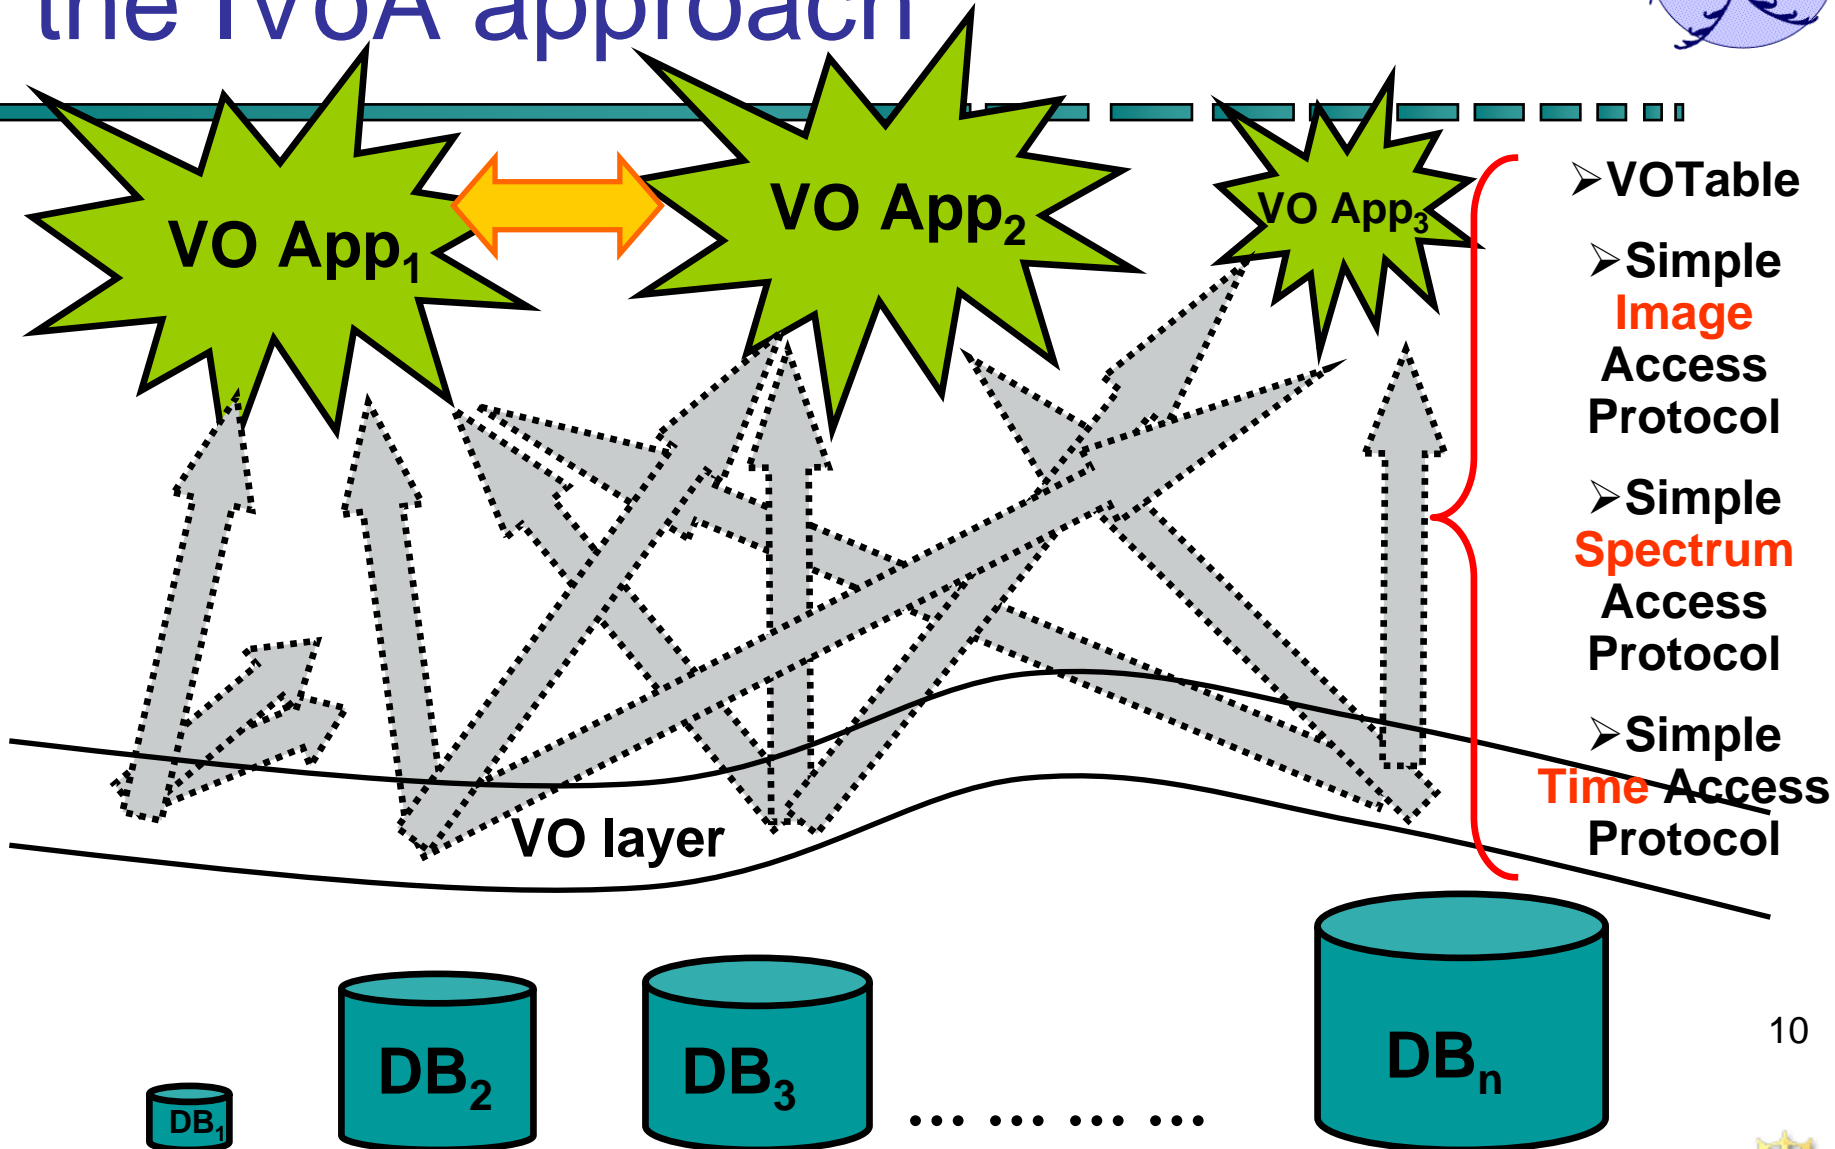 the IVoA approach
VO App1
VO App2
VO App3
➢VOTable
➢Simple
Image
Access
Protocol
➢Simple
Spectrum
Access
Protocol
➢Simple
Time Access
Protocol
VO layer
DB1
DB2
DB3
... ... ... ...
DBn
10